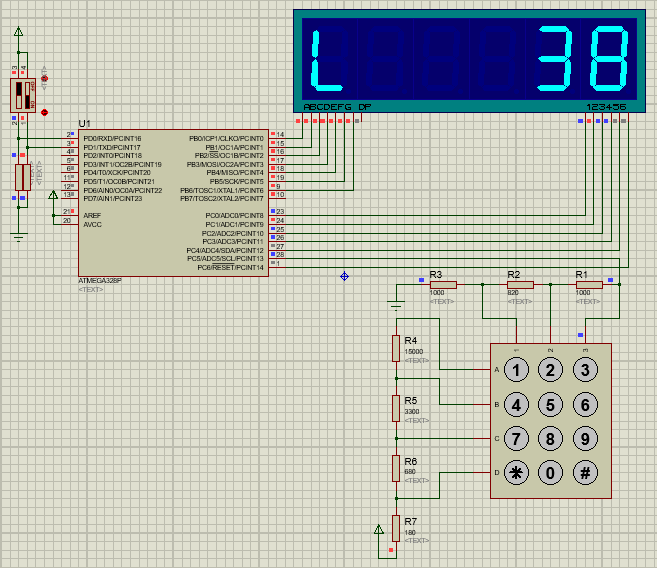 L 38
ABCDEFG DP
123456
U1
2 PD0/RXD/PCINT16
3 PD1/TXD/PCINT17
4 PD2/INT0/PCINT18
5 PD3/INT1/OC2B/PCINT19
6 PD4/T0/XCK/PCINT20
11 PD5/T1/OC0B/PCINT21
12 PD6/AIN0/OC0A/PCINT22
13 PD7/AIN1/PCINT23
21 AREF
20 AVCC
PB0/ICP1/CLKO/PCINT0 14
PB1/OC1A/PCINT1 15
PB2/SS/OC1B/PCINT2 16
PB3/MOSI/OC2A/PCINT3 17
PB4/MISO/PCINT4 18
PB5/SCK/PCINT5 19
PB6/TOSC1/XTAL1/PCINT6 9
PB7/TOSC2/XTAL2/PCINT7 10
PC0/ADC0/PCINT8 23
PC1/ADC1/PCINT9 24
PC2/ADC2/PCINT10 25
PC3/ADC3/PCINT11 26
PC4/ADC4/SDA/PCINT12 27
PC5/ADC5/SCL/PCINT13 28
PC6/RESET/PCINT14 1
ATMEGA328P
<TEXT>
R3
1000
<TEXT>
R2
820
<TEXT>
R1
1000
<TEXT>
R4
15000
<TEXT>
R5
3300
<TEXT>
R6
680
<TEXT>
R7
180
<TEXT>
1 2 3
A 1 2 3
B 4 5 6
C 7 8 9
D * 0 #